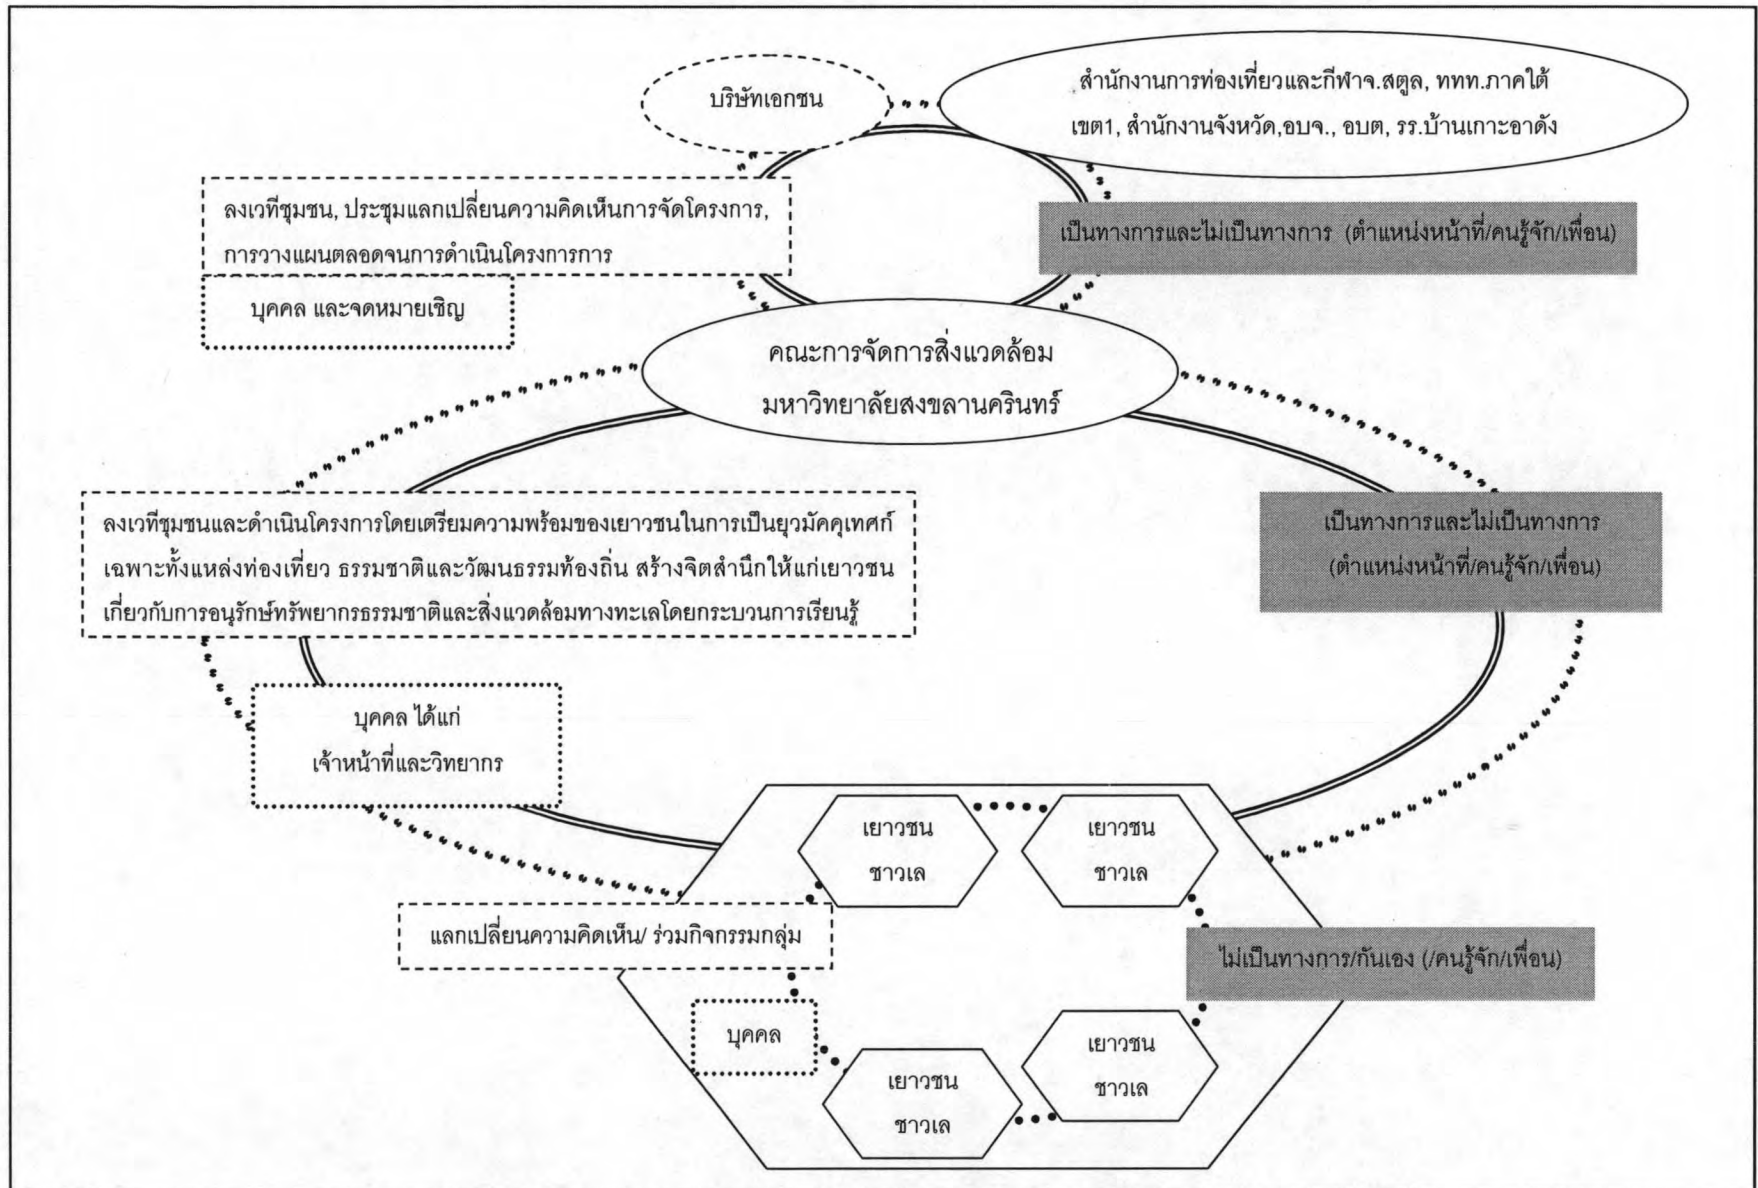 บริษัทเอกชน
สำนักงานการท่องเที่ยวและกีฬาจ.สตูล, ททท.ภาคใต้
เขต1, สำนักงานจังหวัด,อบจ., อบต, รร.บ้านเกาะอาดัง
ลงเวทีชุมชน, ประชุมแลกเปลี่ยนความคิดเห็นการจัดโครงการ,
การวางแผนตลอดจนการดำเนินโครงการการ
เป็นทางการและไม่เป็นทางการ (ตำแหน่งหน้าที่/คนรู้จัก/เพื่อน)
บุคคล และจดหมายเชิญ
คณะการจัดการสิ่งแวดล้อม
มหาวิทยาลัยสงขลานครินทร์
ลงเวทีชุมชนและดำเนินโครงการโดยเตรียมความพร้อมของเยาวชนในการเป็นยุวมัคคุเทศก์
เฉพาะทั้งแหล่งท่องเที่ยว ธรรมชาติและวัฒนธรรมท้องถิ่น สร้างจิตสำนึกให้แก่เยาวชน
เกี่ยวกับการอนุรักษ์ทรัพยากรธรรมชาติและสิ่งแวดล้อมทางทะเลโดยกระบวนการเรียนรู้
เป็นทางการและไม่เป็นทางการ
(ตำแหน่งหน้าที่/คนรู้จัก/เพื่อน)
บุคคล ได้แก่
เจ้าหน้าที่และวิทยากร
เยาวชน
ชาวเล
เยาวชน
ชาวเล
แลกเปลี่ยนความคิดเห็น/ ร่วมกิจกรรมกลุ่ม
ไม่เป็นทางการ/กันเอง (/คนรู้จัก/เพื่อน)
บุคคล
เยาวชน
ชาวเล
เยาวชน
ชาวเล